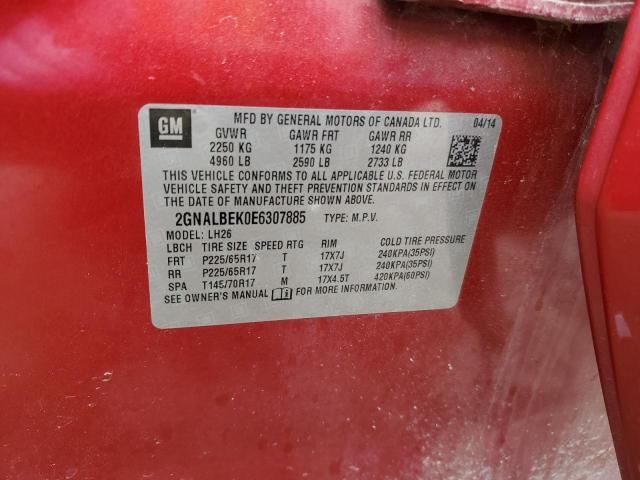 GM
MFD BY GENERAL MOTORS OF CANADA LTD. 04/14
GVWR GAWR FRT GAWR RR
2250 KG 1175 KG 1240 KG
4960 LB 2590 LB 2733 LB
THIS VEHICLE CONFORMS TO ALL APPLICABLE U.S. FEDERAL MOTOR
VEHICLE SAFETY AND THEFT PREVENTION STANDARDS IN EFFECT ON
THE DATE OF MANUFACTURE SHOWN ABOVE.
2GNALBEK0E6307885 TYPE: M.P.V.
MODEL: LH26
LBCH TIRE SIZE SPEED RTG RIM COLD TIRE PRESSURE
FRT P225/65R17 T 17X7J 240KPA(35PSI)
RR P225/65R17 T 17X7J 240KPA(35PSI)
SPA T145/70R17 M 17X4.5T 420KPA(60PSI)
SEE OWNER'S MANUAL FOR MORE INFORMATION.